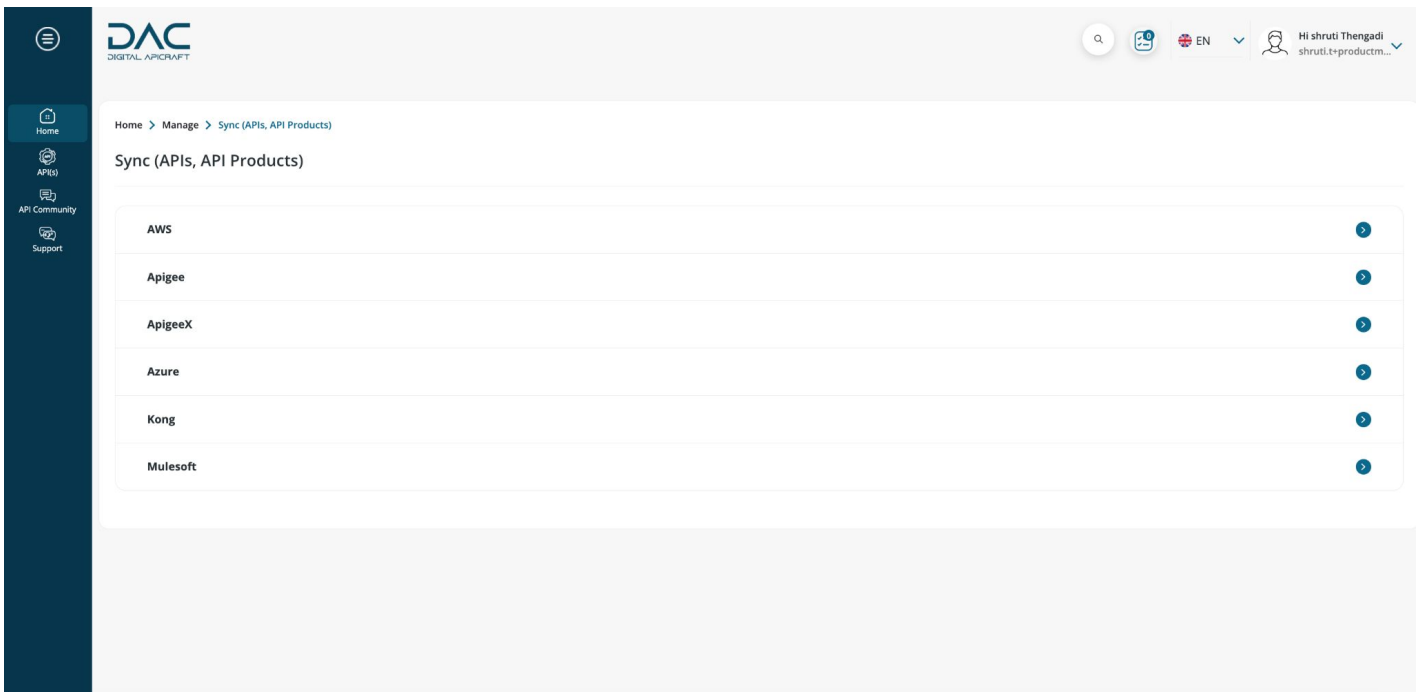 DAC
DIGITAL APICRAFT
0
EN
Hi shruti Thengadi
shruti.t+productm...
Home
API(s)
API Community
Support
Home > Manage > Sync (APIs, API Products)
Sync (APIs, API Products)
AWS
Apigee
ApigeeX
Azure
Kong
Mulesoft